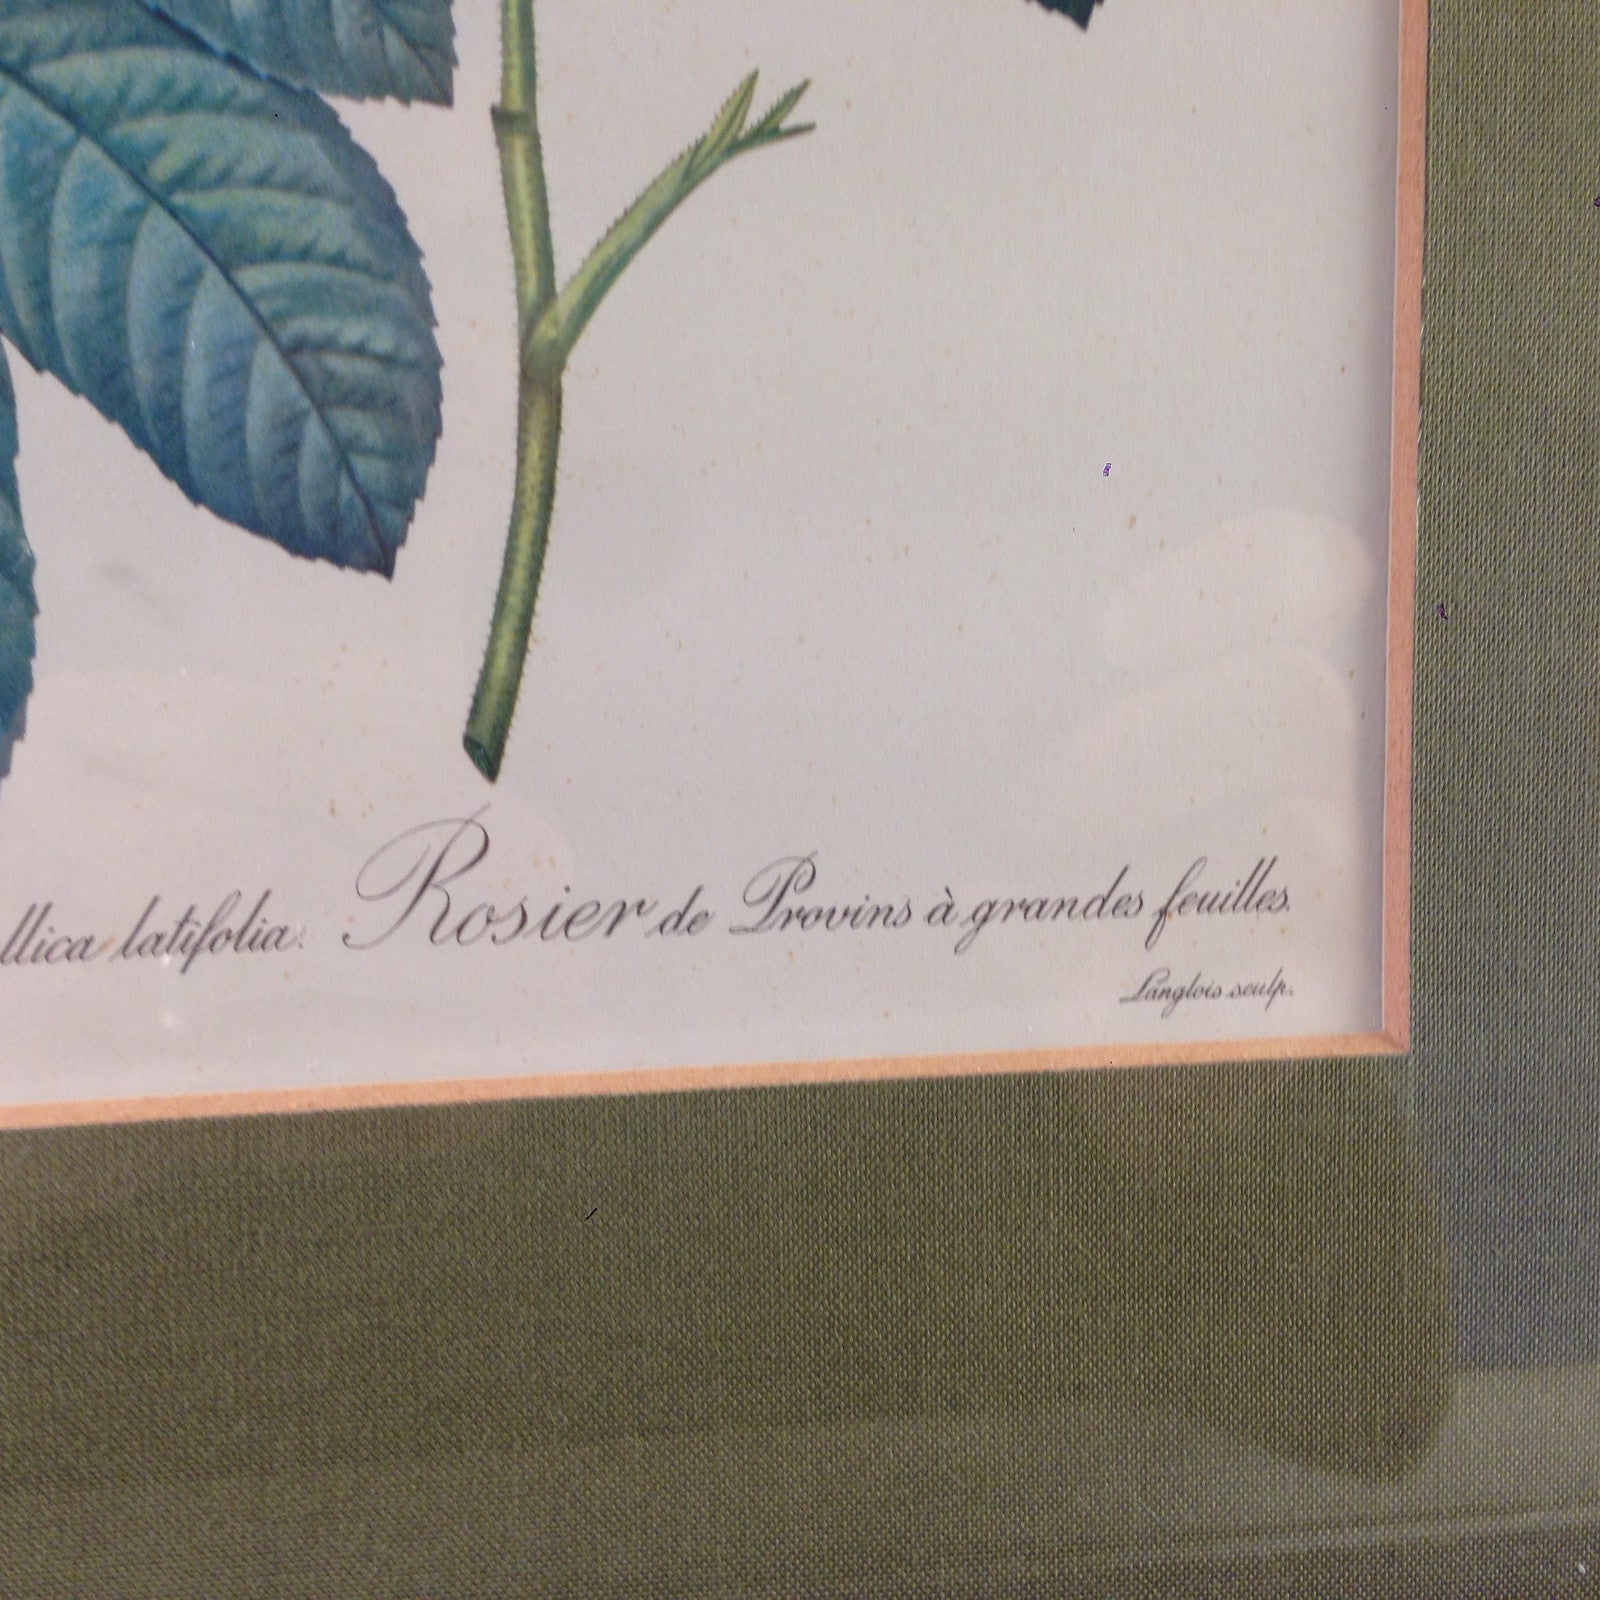 llica latifolia. Rosier de Provins à grandes feuilles.
Langlois sculp.